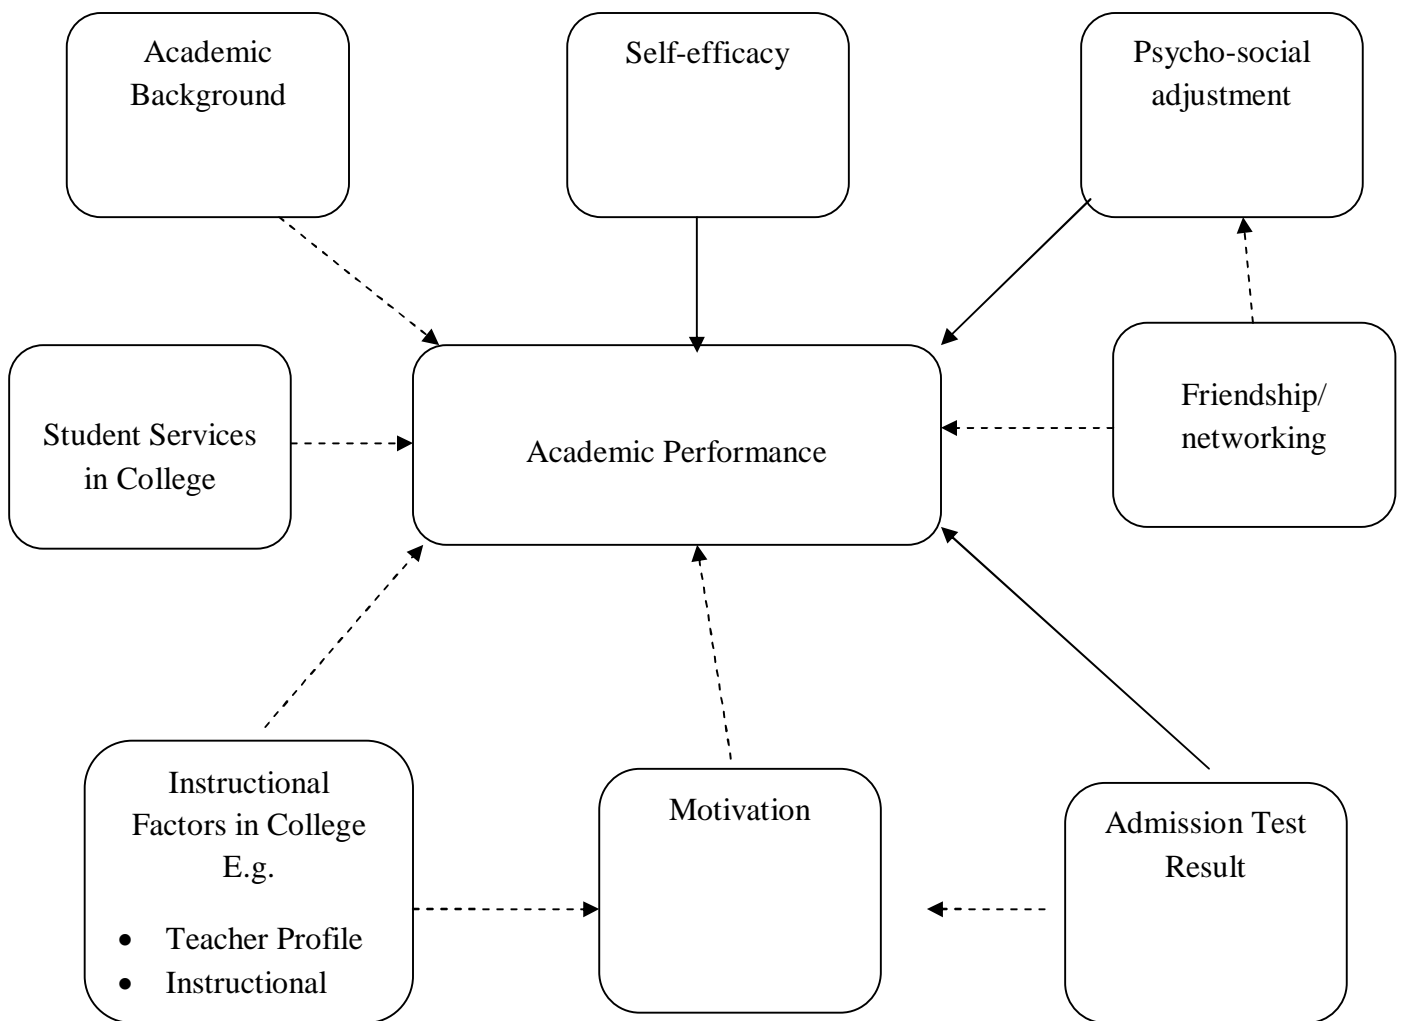 Academic
Background
Self-efficacy
Psycho-social
adjustment
Student Services
in College
Academic Performance
Friendship/
networking
Instructional
Factors in College
E.g.
• Teacher Profile
• Instructional
Motivation
Admission Test
Result